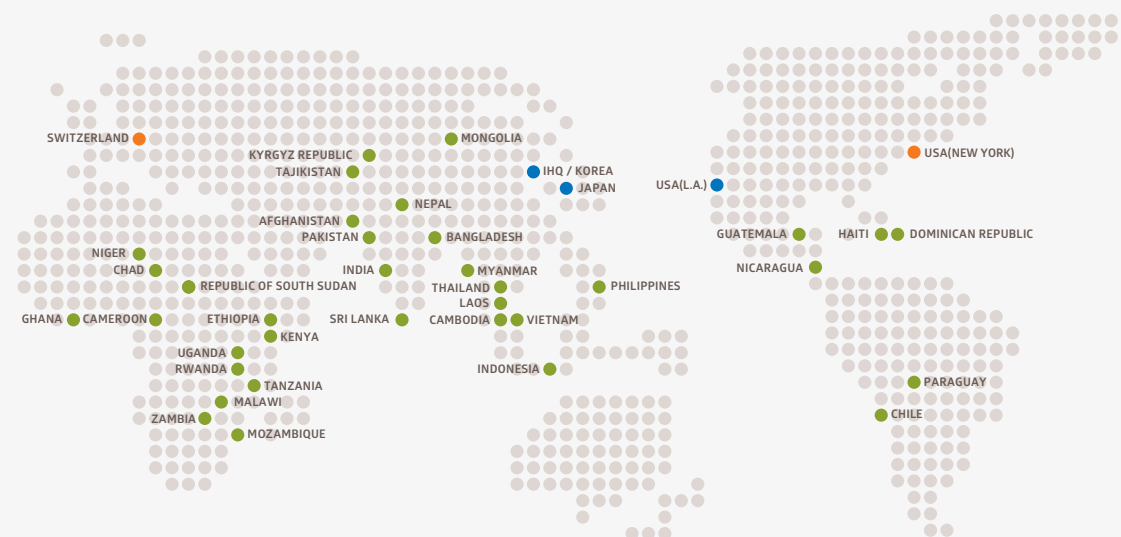 SWITZERLAND
MONGOLIA
KYRGYZ REPUBLIC
USA(NEW YORK)
TAJIKISTAN
IHQ / KOREA
JAPAN
USA(L.A.)
NEPAL
AFGHANISTAN
PAKISTAN
BANGLADESH
GUATEMALA
HAITI
DOMINICAN REPUBLIC
NIGER
CHAD
INDIA
MYANMAR
NICARAGUA
REPUBLIC OF SOUTH SUDAN
THAILAND
PHILIPPINES
LAOS
GHANA
CAMEROON
ETHIOPIA
SRI LANKA
CAMBODIA
VIETNAM
KENYA
UGANDA
RWANDA
INDONESIA
TANZANIA
PARAGUAY
MALAWI
ZAMBIA
CHILE
MOZAMBIQUE